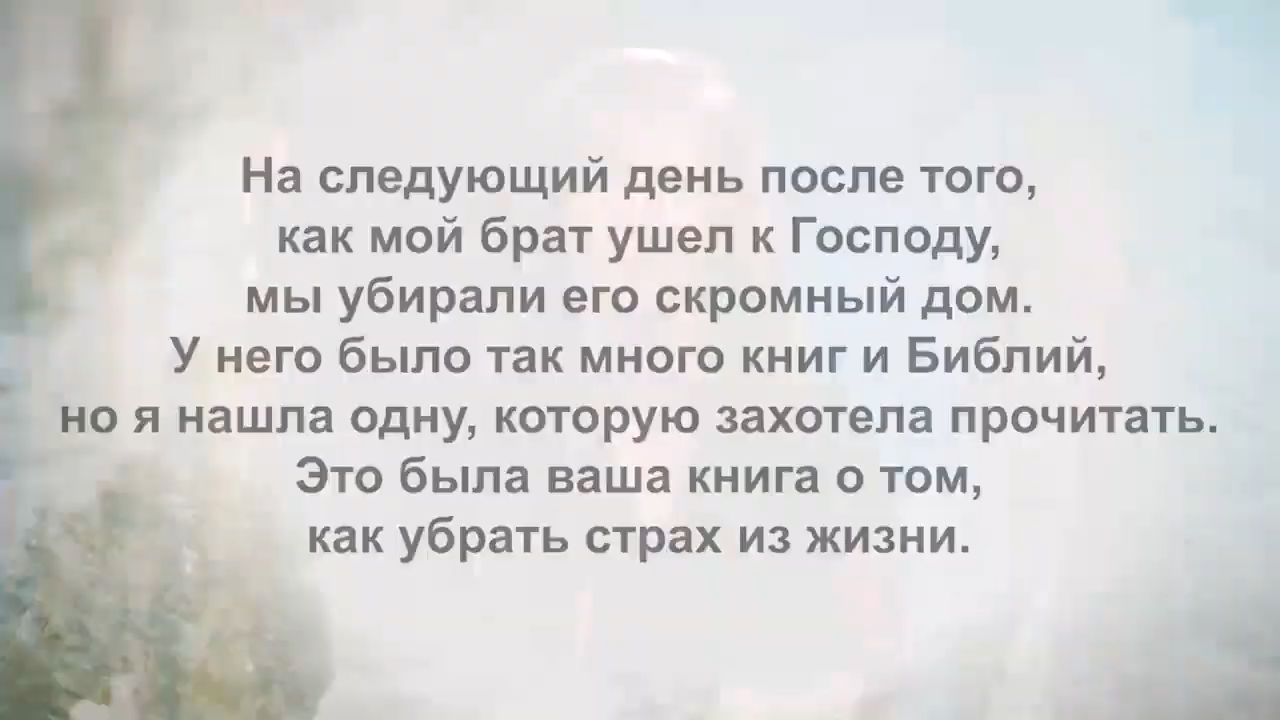 На следующий день после того,
как мой брат ушел к Господу,
мы убирали его скромный дом.
У него было так много книг и Библий,
но я нашла одну, которую захотела прочитать.
Это была ваша книга о том,
как убрать страх из жизни.